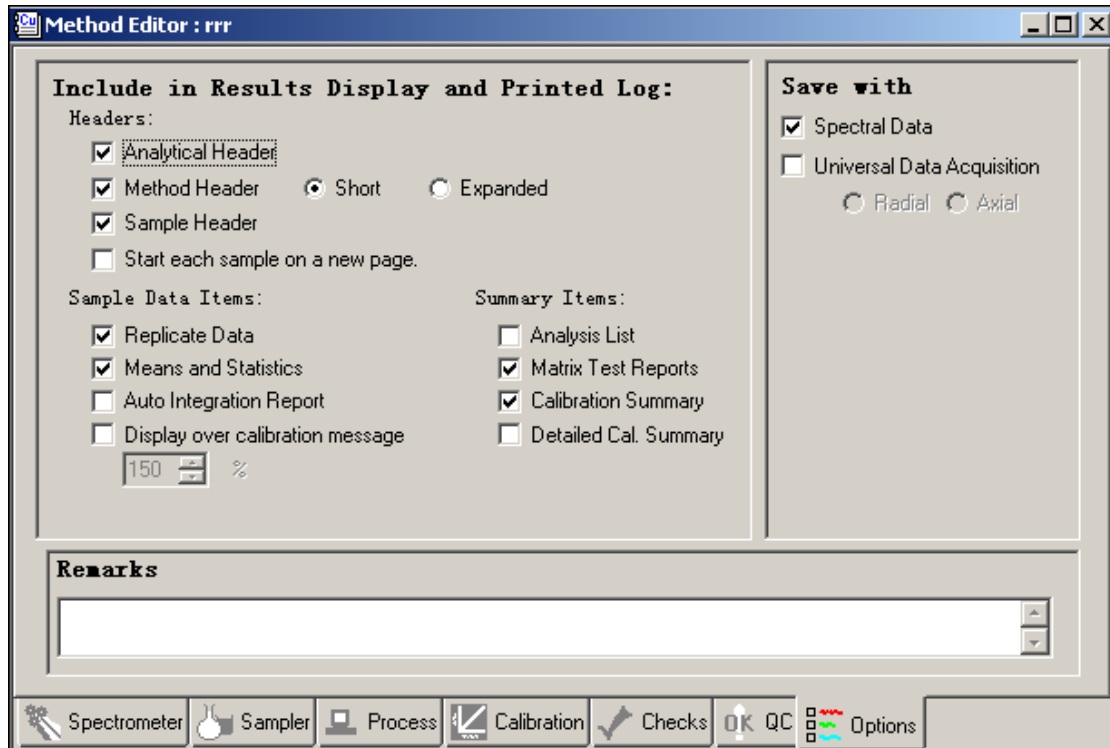 Method Editor : rrr
Include in Results Display and Printed Log:
Headers:
Analytical Header
Method Header Short Expanded
Sample Header
Start each sample on a new page.
Sample Data Items:
Replicate Data
Means and Statistics
Auto Integration Report
Display over calibration message
150 %
Summary Items:
Analysis List
Matrix Test Reports
Calibration Summary
Detailed Cal. Summary
Save with
Spectral Data
Universal Data Acquisition
Radial Axial
Remarks
Spectrometer Sampler Process Calibration Checks OK QC Options
Cu